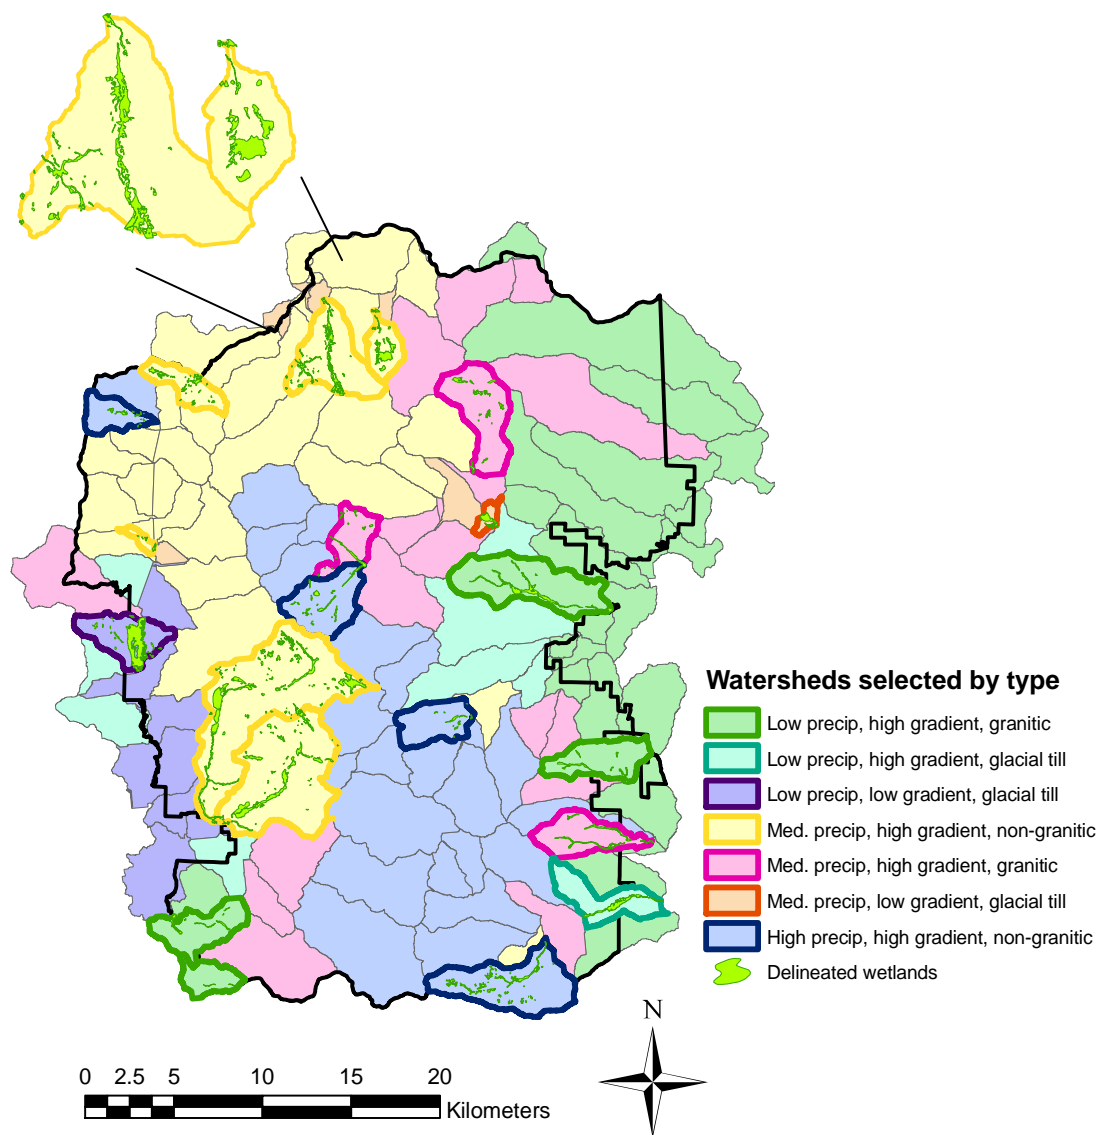 Watersheds selected by type
Low precip, high gradient, granitic
Low precip, high gradient, glacial till
Low precip, low gradient, glacial till
Med. precip, high gradient, non-granitic
Med. precip, high gradient, granitic
Med. precip, low gradient, glacial till
High precip, high gradient, non-granitic
Delineated wetlands
N
0 2.5 5 10 15 20
Kilometers